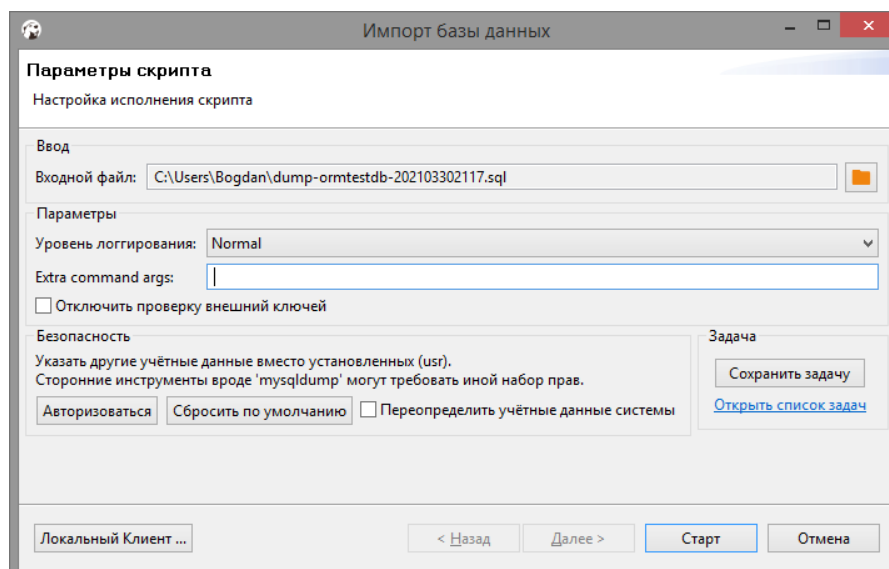 Импорт базы данных
Параметры скрипта
Настройка исполнения скрипта
Ввод
Входной файл: C:\Users\Bogdan\dump-ormtestdb-202103302117.sql
Параметры
Уровень логгирования: Normal
Extra command args:
Отключить проверку внешний ключей
Безопасность
Указать другие учётные данные вместо установленных (usr).
Сторонние инструменты вроде 'mysqldump' могут требовать иной набор прав.
Авторизоваться Сбросить по умолчанию Переопределить учётные данные системы
Задача
Сохранить задачу
Открыть список задач
Локальный Клиент ... < Назад Далее > Старт Отмена